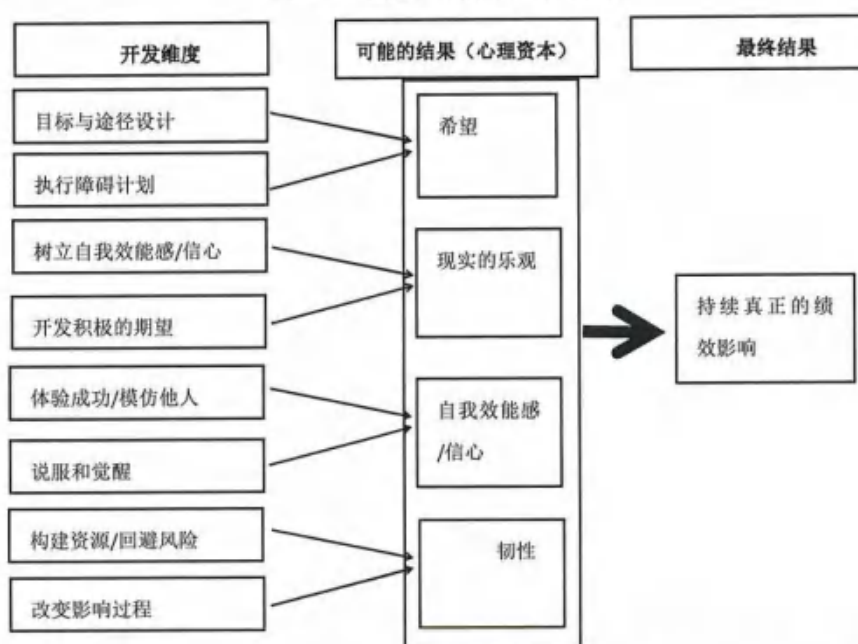 开发维度
可能的结果（心理资本）
最终结果
目标与途径设计
执行障碍计划
树立自我效能感/信心
开发积极的期望
体验成功/模仿他人
说服和觉醒
构建资源/回避风险
改变影响过程
希望
现实的乐观
自我效能感
/信心
韧性
持续真正的绩
效影响